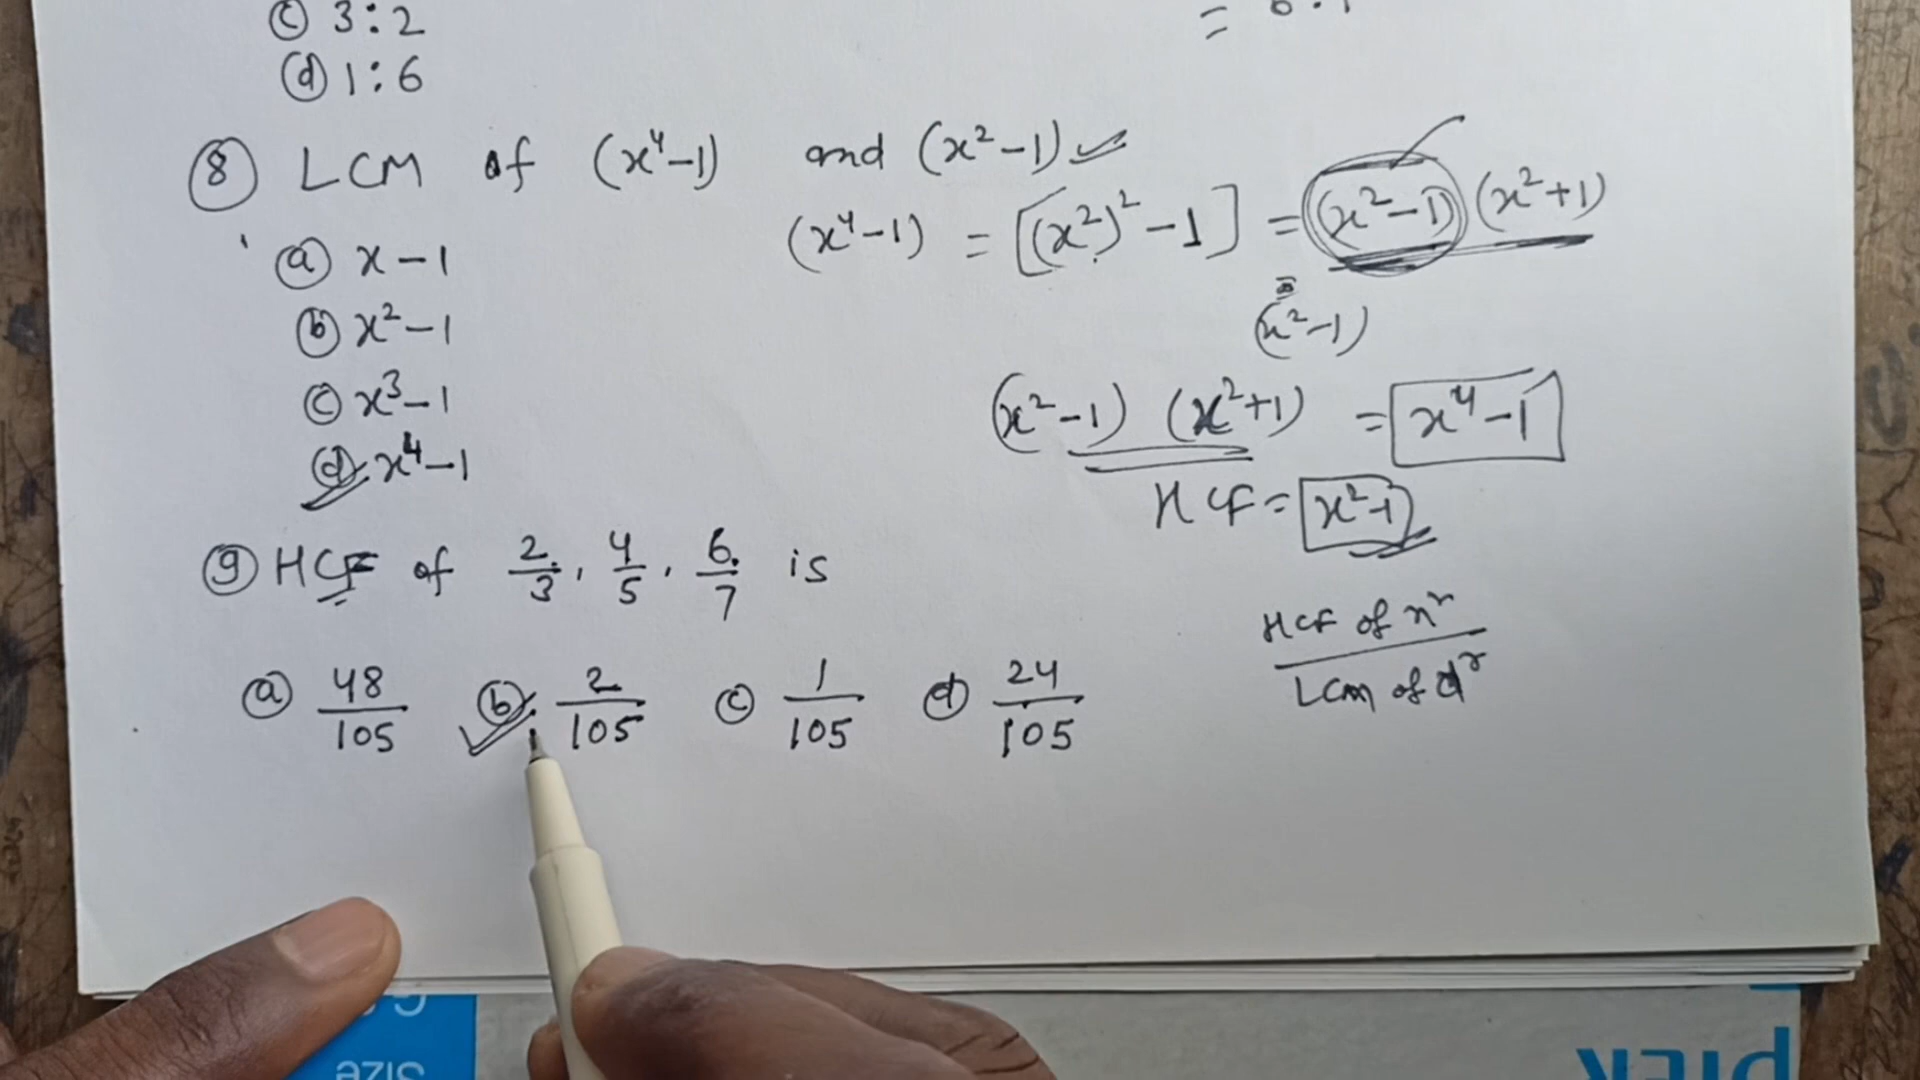 (c) 3:2
(d) 1:6
(8) LCM of (x⁴-1) and (x²-1)
(x⁴-1) = [(x²)²-1] = (x²-1)(x²+1)
(a) x-1
(x²-1)
(b) x²-1
(c) x³-1
(x²-1) (x²+1) = x⁴-1
(d) x⁴-1
HCF = x²-1
(9) HCF of 2/3, 4/5, 6/7 is
HCF of nʳ
LCM of dʳ
(a) 48/105 (b) 2/105 (c) 1/105 (d) 24/105
Size